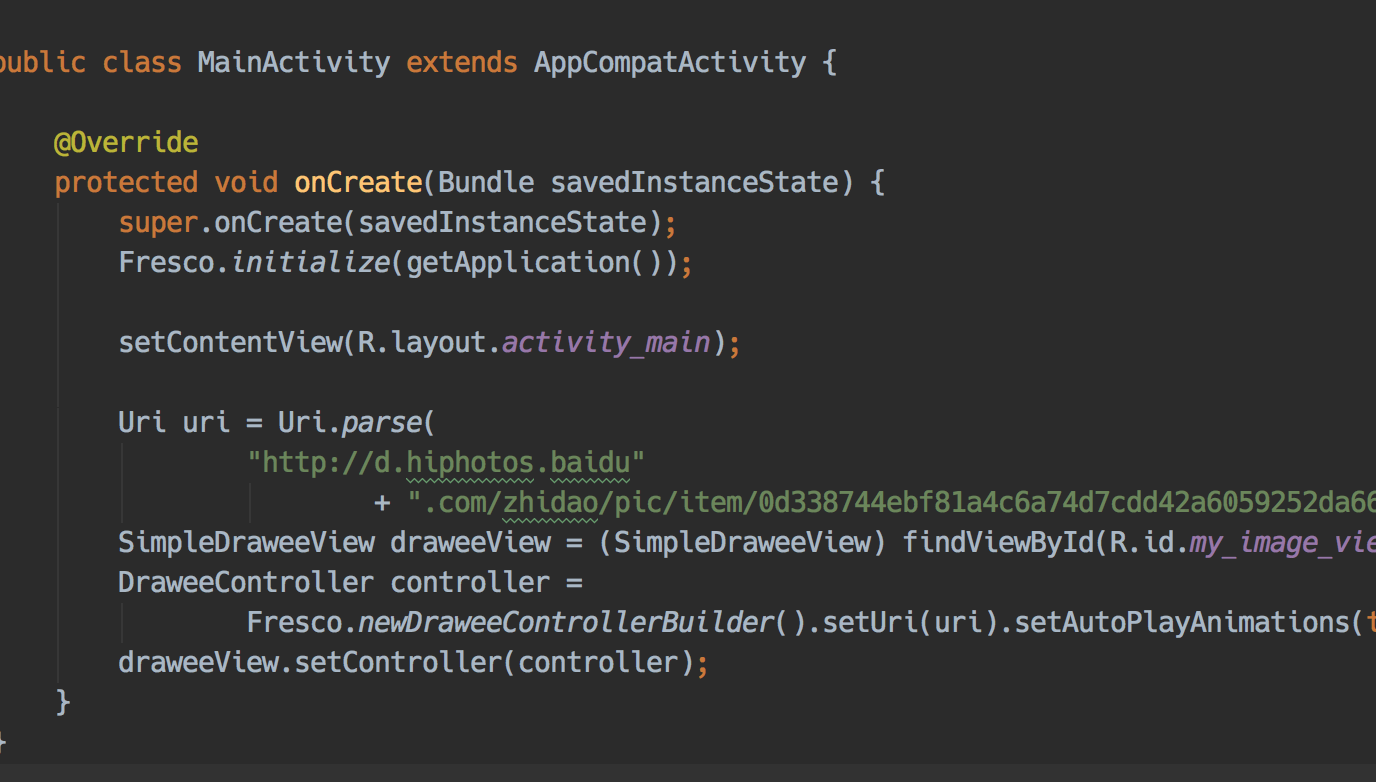 public class MainActivity extends AppCompatActivity {
@Override
protected void onCreate(Bundle savedInstanceState) {
super.onCreate(savedInstanceState);
Fresco.initialize(getApplication());
setContentView(R.layout.activity_main);
Uri uri = Uri.parse(
"http://d.hiphotos.baidu"
+ ".com/zhidao/pic/item/0d338744ebf81a4c6a74d7cdd42a6059252da66
SimpleDraweeView draweeView = (SimpleDraweeView) findViewById(R.id.my_image_vie
DraweeController controller =
Fresco.newDraweeControllerBuilder().setUri(uri).setAutoPlayAnimations(t
draweeView.setController(controller);
}
}